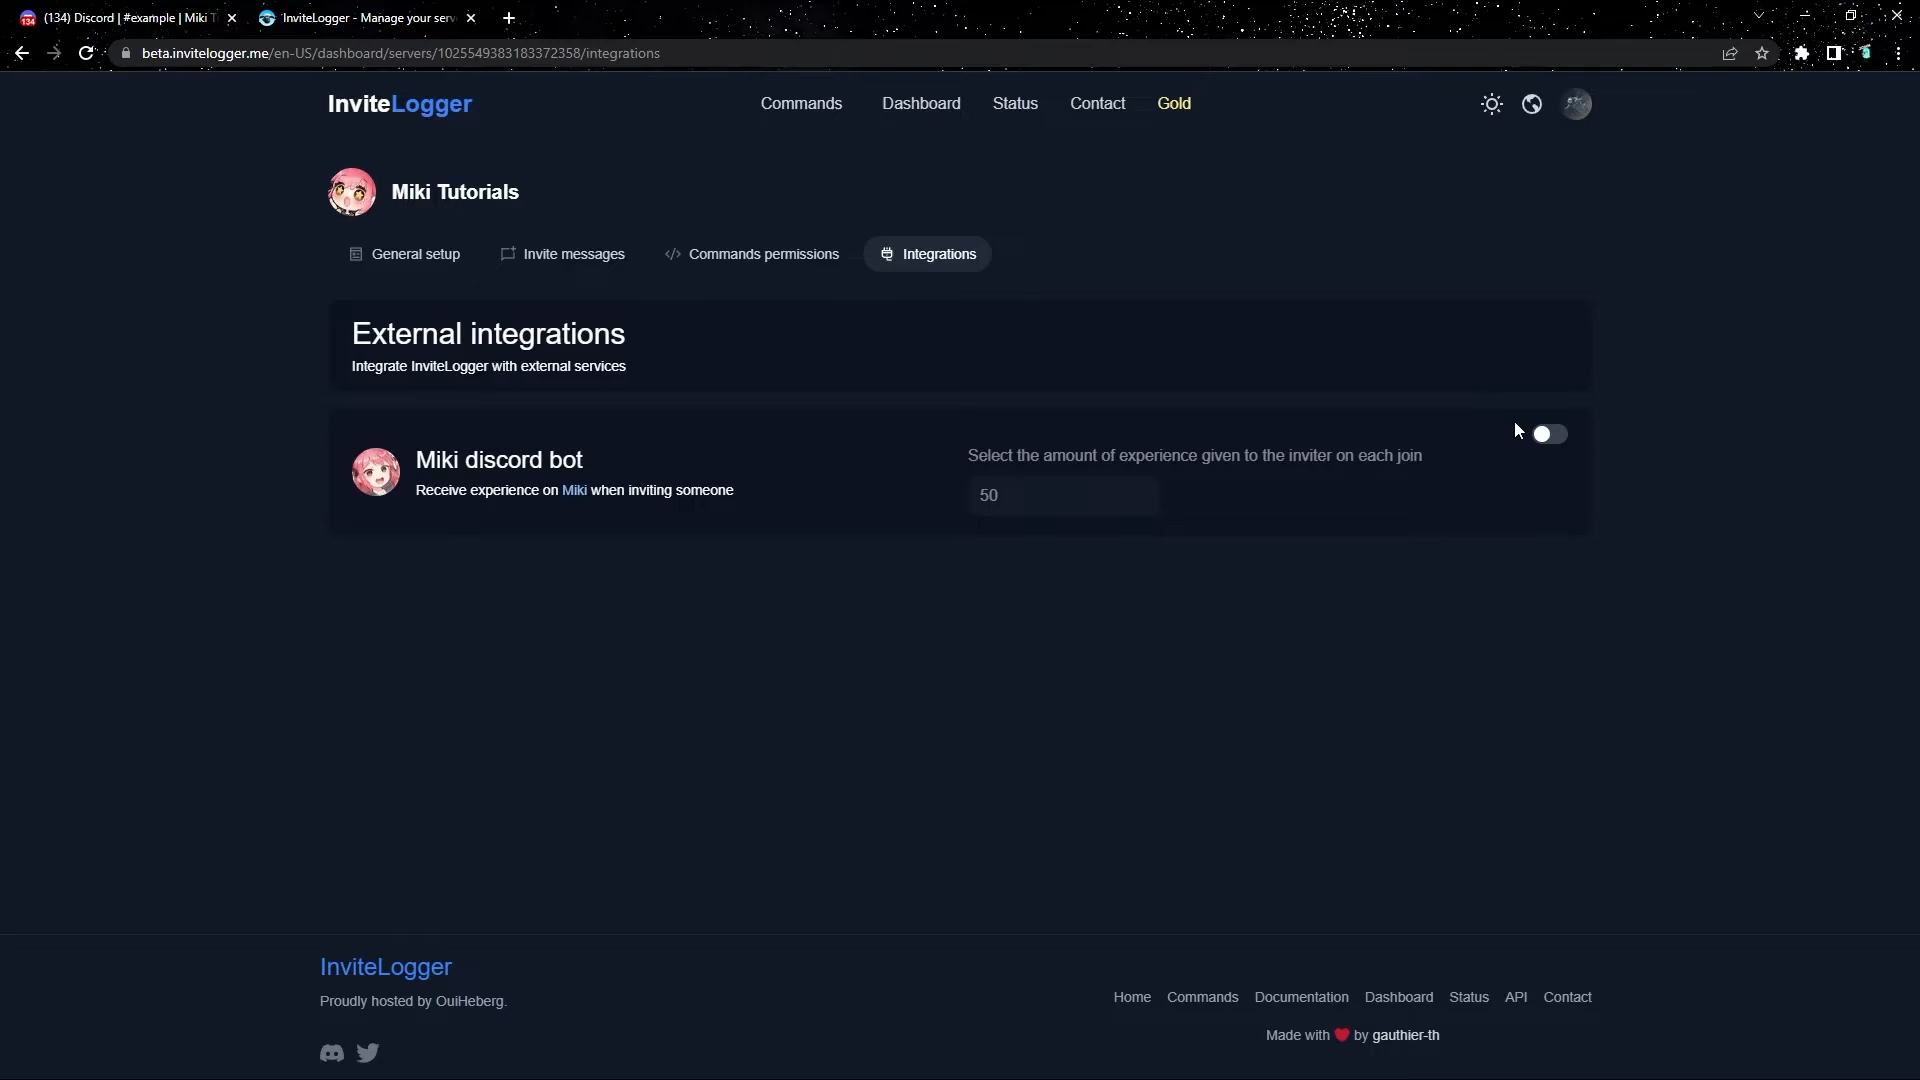 134
(134) Discord | #example | Miki T
InviteLogger - Manage your serv
beta.invitelogger.me/en-US/dashboard/servers/1025549383183372358/integrations
InviteLogger
Commands
Dashboard
Status
Contact
Gold
Miki Tutorials
General setup
Invite messages
Commands permissions
Integrations
External integrations
Integrate InviteLogger with external services
Miki discord bot
Receive experience on Miki when inviting someone
Select the amount of experience given to the inviter on each join
50
InviteLogger
Proudly hosted by OuiHeberg.
Home
Commands
Documentation
Dashboard
Status
API
Contact
Made with ❤ by gauthier-th